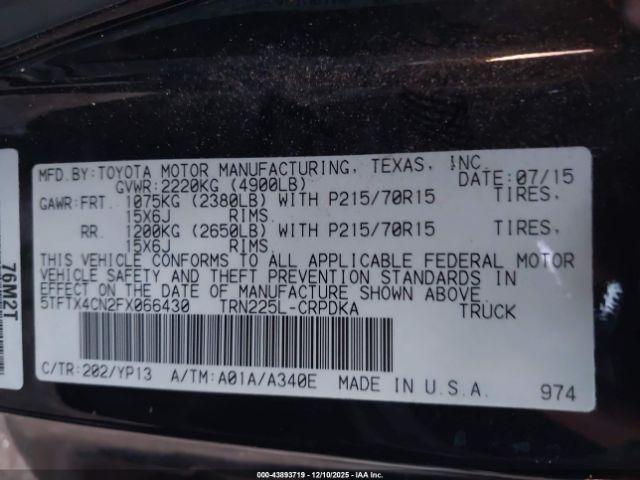 MFD.BY:TOYOTA MOTOR MANUFACTURING, TEXAS, INC. DATE:07/15
GVWR:2220KG (4900LB)
GAWR:FRT. 1075KG (2380LB) WITH P215/70R15 TIRES,
15X6J RIMS.
RR. 1200KG (2650LB) WITH P215/70R15 TIRES,
15X6J RIMS.
THIS VEHICLE CONFORMS TO ALL APPLICABLE FEDERAL MOTOR
VEHICLE SAFETY AND THEFT PREVENTION STANDARDS IN
EFFECT ON THE DATE OF MANUFACTURE SHOWN ABOVE.
5TFTX4CN2FX066430 TRN225L-CRPDKA TRUCK
C/TR:202/YP13 A/TM:A01A/A340E MADE IN U.S.A. 974
76M2T
000-43893719 - 12/10/2025 - IAA Inc.